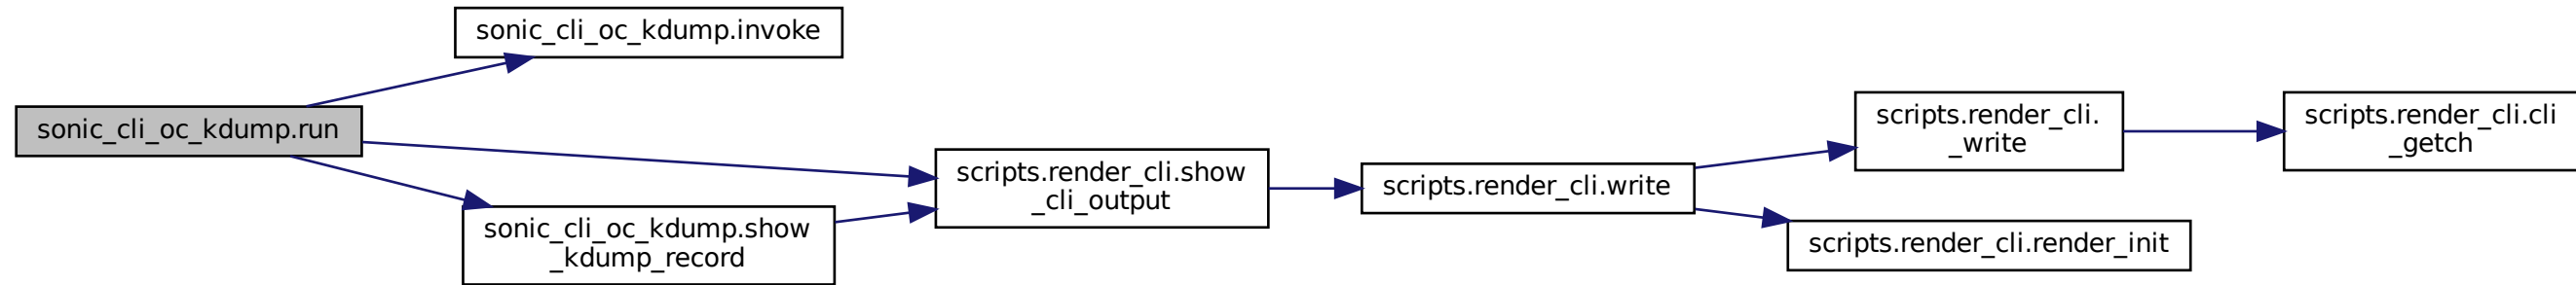 sonic_cli_oc_kdump.run
sonic_cli_oc_kdump.invoke
sonic_cli_oc_kdump.show
_kdump_record
scripts.render_cli.show
_cli_output
scripts.render_cli.write
scripts.render_cli.
_write
scripts.render_cli.render_init
scripts.render_cli.cli
_getch